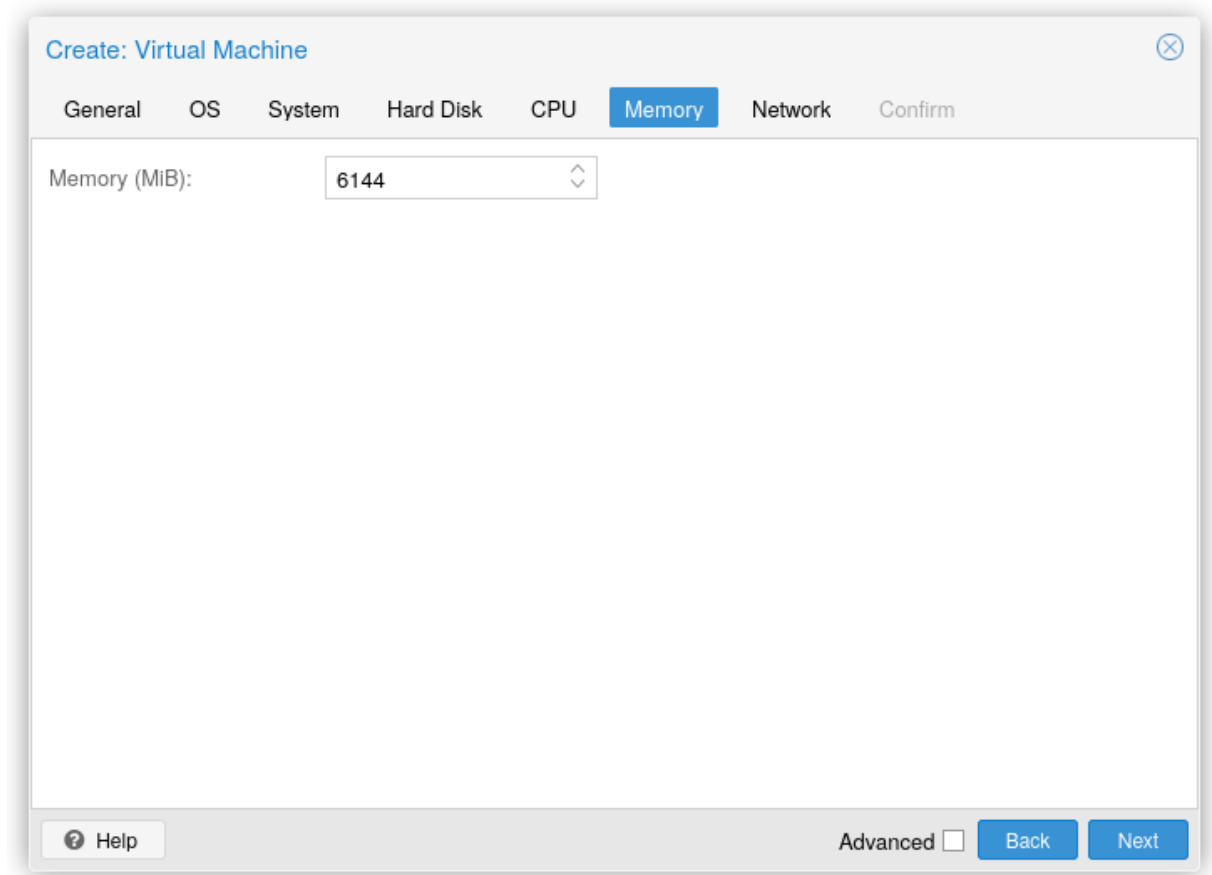 Create: Virtual Machine
General OS System Hard Disk CPU Memory Network Confirm
Memory (MiB): 6144
Help Advanced Back Next